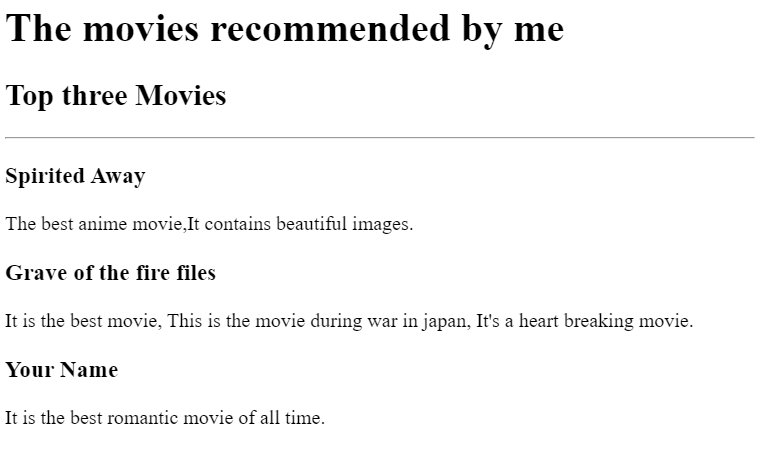 The movies recommended by me
Top three Movies
Spirited Away
The best anime movie,It contains beautiful images.
Grave of the fire files
It is the best movie, This is the movie during war in japan, It's a heart breaking movie.
Your Name
It is the best romantic movie of all time.